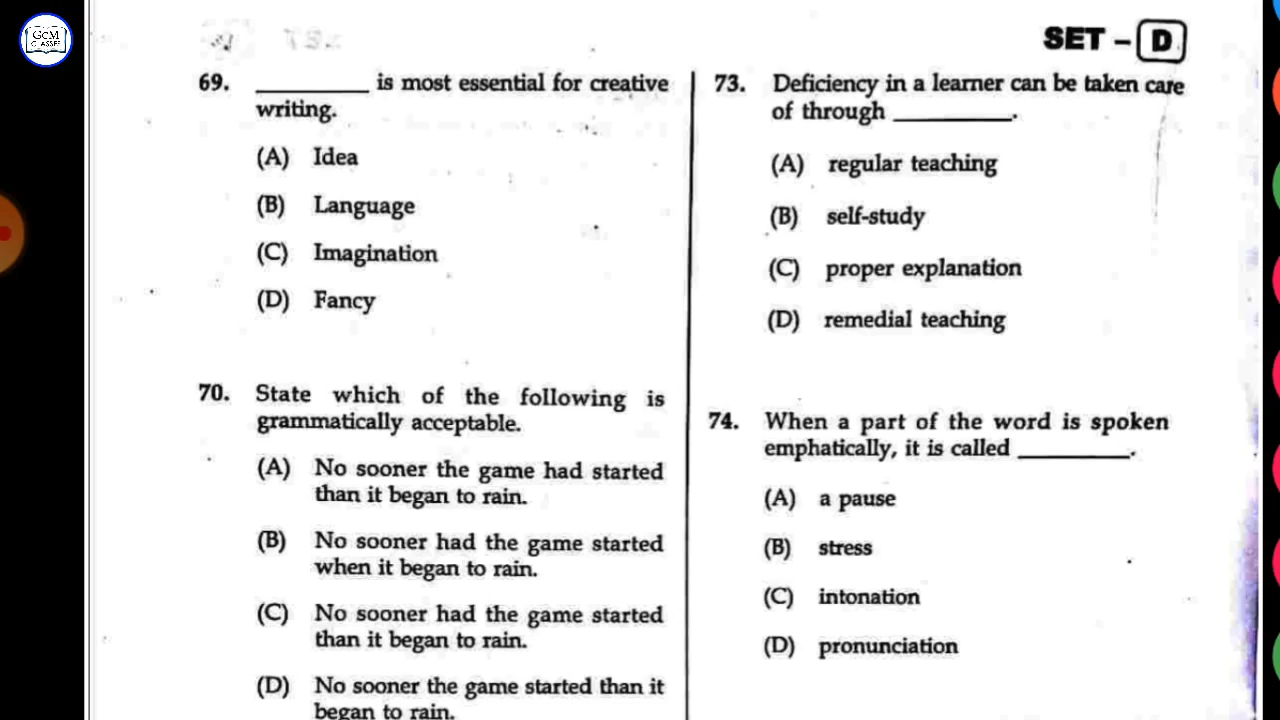 GCM
CLASSES
SET – D
69. __________ is most essential for creative
writing.
(A) Idea
(B) Language
(C) Imagination
(D) Fancy
70. State which of the following is
grammatically acceptable.
(A) No sooner the game had started
than it began to rain.
(B) No sooner had the game started
when it began to rain.
(C) No sooner had the game started
than it began to rain.
(D) No sooner the game started than it
began to rain.
73. Deficiency in a learner can be taken care
of through __________.
(A) regular teaching
(B) self-study
(C) proper explanation
(D) remedial teaching
74. When a part of the word is spoken
emphatically, it is called __________.
(A) a pause
(B) stress
(C) intonation
(D) pronunciation